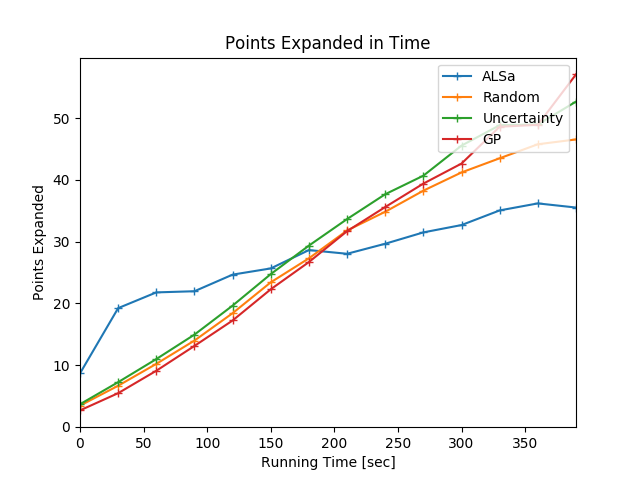 Points Expanded in Time
ALSa
Random
Uncertainty
GP
Points Expanded
50
40
30
20
10
0
0 50 100 150 200 250 300 350
Running Time [sec]